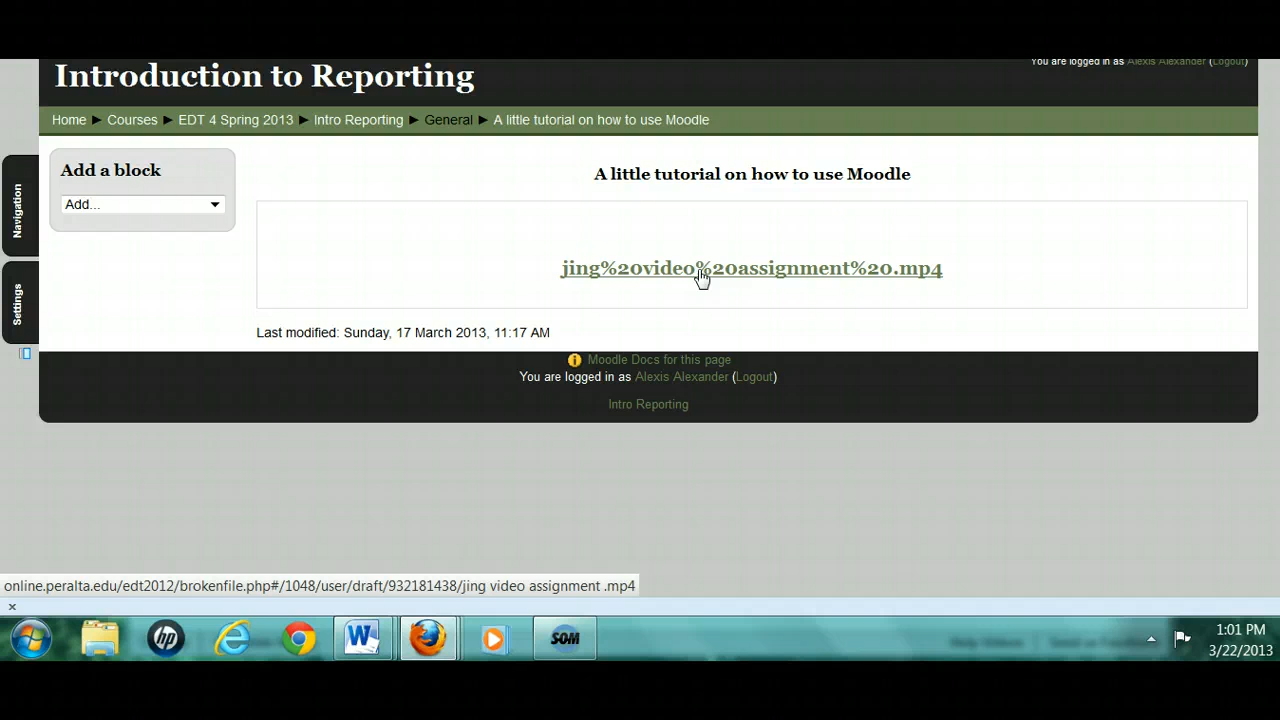 You are logged in as Alexis Alexander (Logout)
Introduction to Reporting
Home ► Courses ► EDT 4 Spring 2013 ► Intro Reporting ► General ► A little tutorial on how to use Moodle
Navigation
Settings
Add a block
Add...
A little tutorial on how to use Moodle
jing%20video%20assignment%20.mp4
Last modified: Sunday, 17 March 2013, 11:17 AM
Moodle Docs for this page
You are logged in as Alexis Alexander (Logout)
Intro Reporting
online.peralta.edu/edt2012/brokenfile.php#/1048/user/draft/932181438/jing video assignment .mp4
x
hp
W
SOM
1:01 PM
3/22/2013